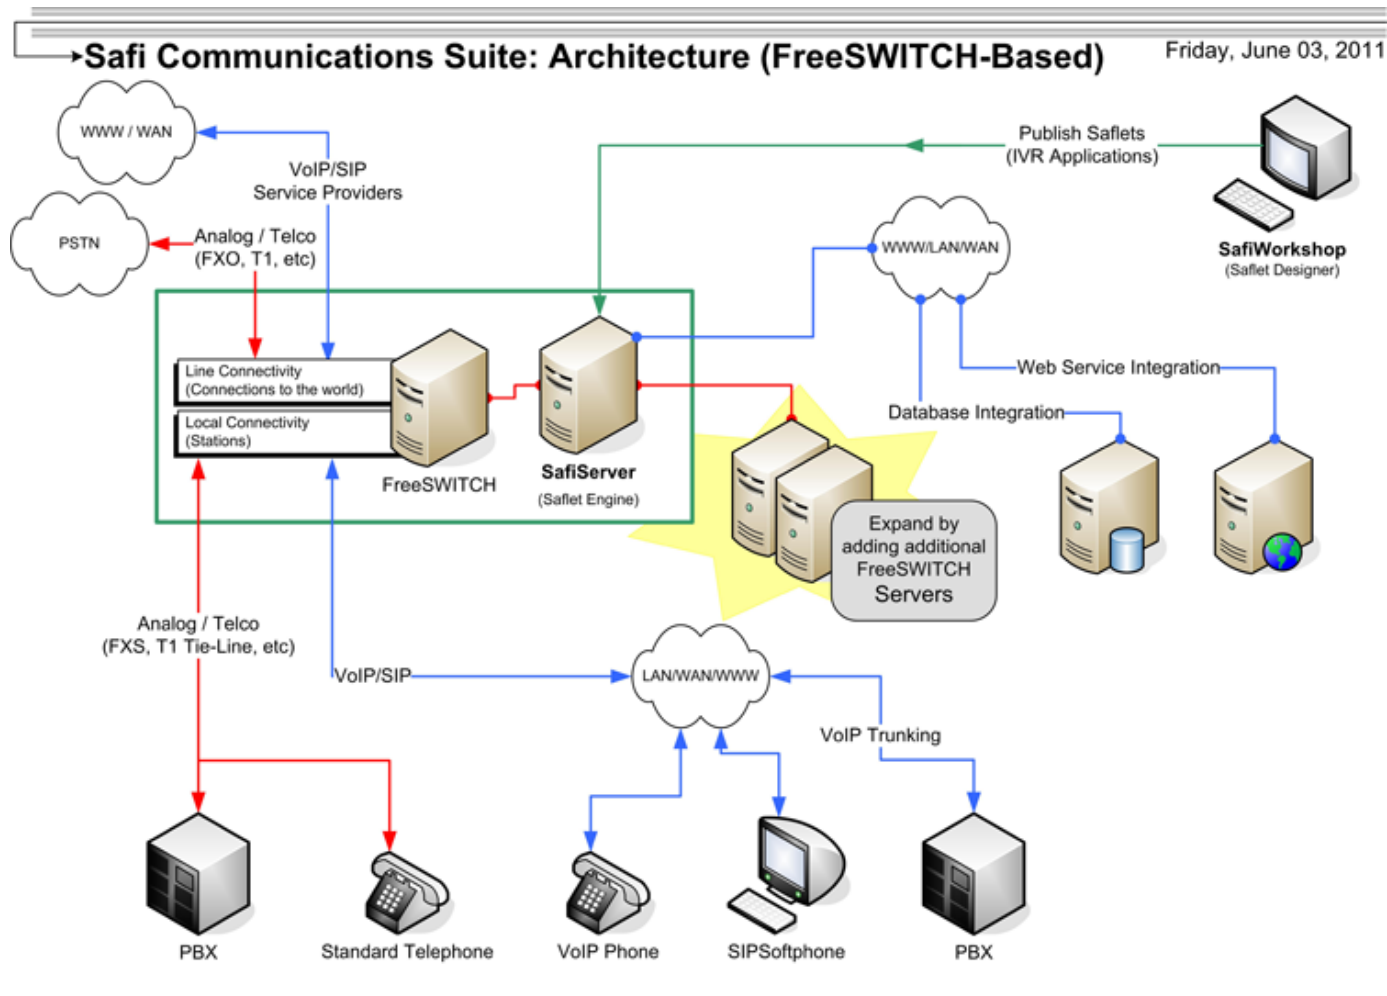 Safi Communications Suite: Architecture (FreeSWITCH-Based)
Friday, June 03, 2011
WWW / WAN
VoIP/SIP
Service Providers
PSTN
Analog / Telco
(FXO, T1, etc)
Publish Saflets
(IVR Applications)
SafiWorkshop
(Saflet Designer)
WWW/LAN/WAN
Line Connectivity
(Connections to the world)
Local Connectivity
(Stations)
FreeSWITCH
SafiServer
(Saflet Engine)
Web Service Integration
Database Integration
Expand by
adding additional
FreeSWITCH
Servers
Analog / Telco
(FXS, T1 Tie-Line, etc)
VoIP/SIP
LAN/WAN/WWW
VoIP Trunking
PBX
Standard Telephone
VoIP Phone
SIPSoftphone
PBX